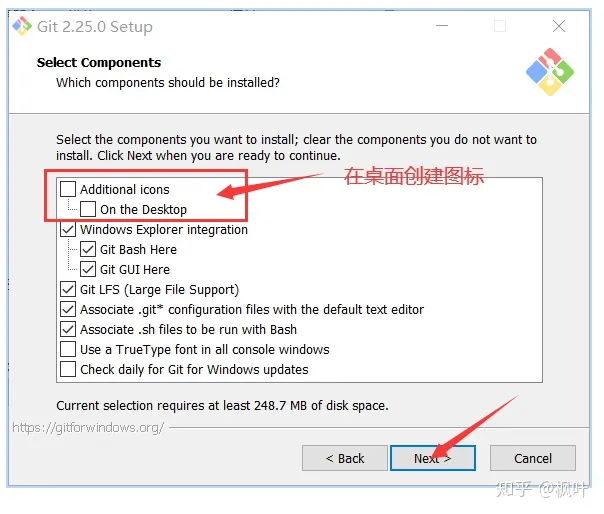 Git 2.25.0 Setup
Select Components
Which components should be installed?
Select the components you want to install; clear the components you do not want to
install. Click Next when you are ready to continue.
在桌面创建图标
Additional icons
On the Desktop
Windows Explorer integration
Git Bash Here
Git GUI Here
Git LFS (Large File Support)
Associate .git* configuration files with the default text editor
Associate .sh files to be run with Bash
Use a TrueType font in all console windows
Check daily for Git for Windows updates
Current selection requires at least 248.7 MB of disk space.
https://gitforwindows.org/
< Back
Next >
Cancel
知乎 @枫叶